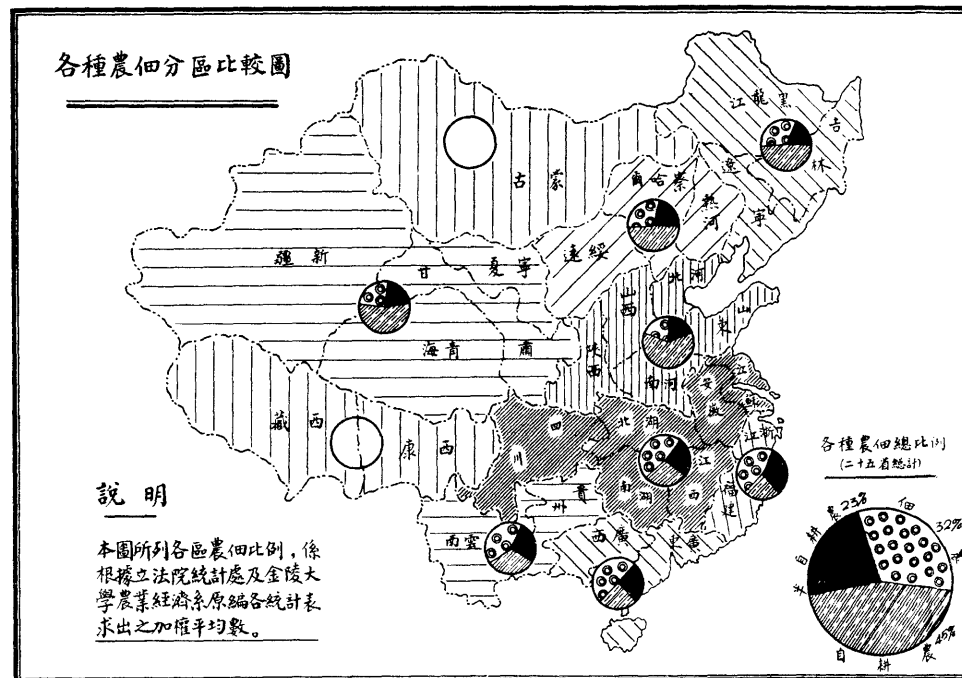 各種農佃分區比較圖
黑龍江
吉林
遼寧
蒙古
察哈爾
熱河
綏遠
新疆
寧夏
甘肅
青海
河北
山西
山東
陝西
河南
江蘇
安徽
西藏
西康
四川
湖北
浙江
湖南
江西
福建
貴州
雲南
廣西
廣東
各種農佃總比例
(二十五省總計)
佃農
32%
半自耕農23%
自耕農
45%
說明
本圖所列各區農佃比例，係
根據立法院統計處及金陵大
學農業經濟系原編各統計表
求出之加權平均數。